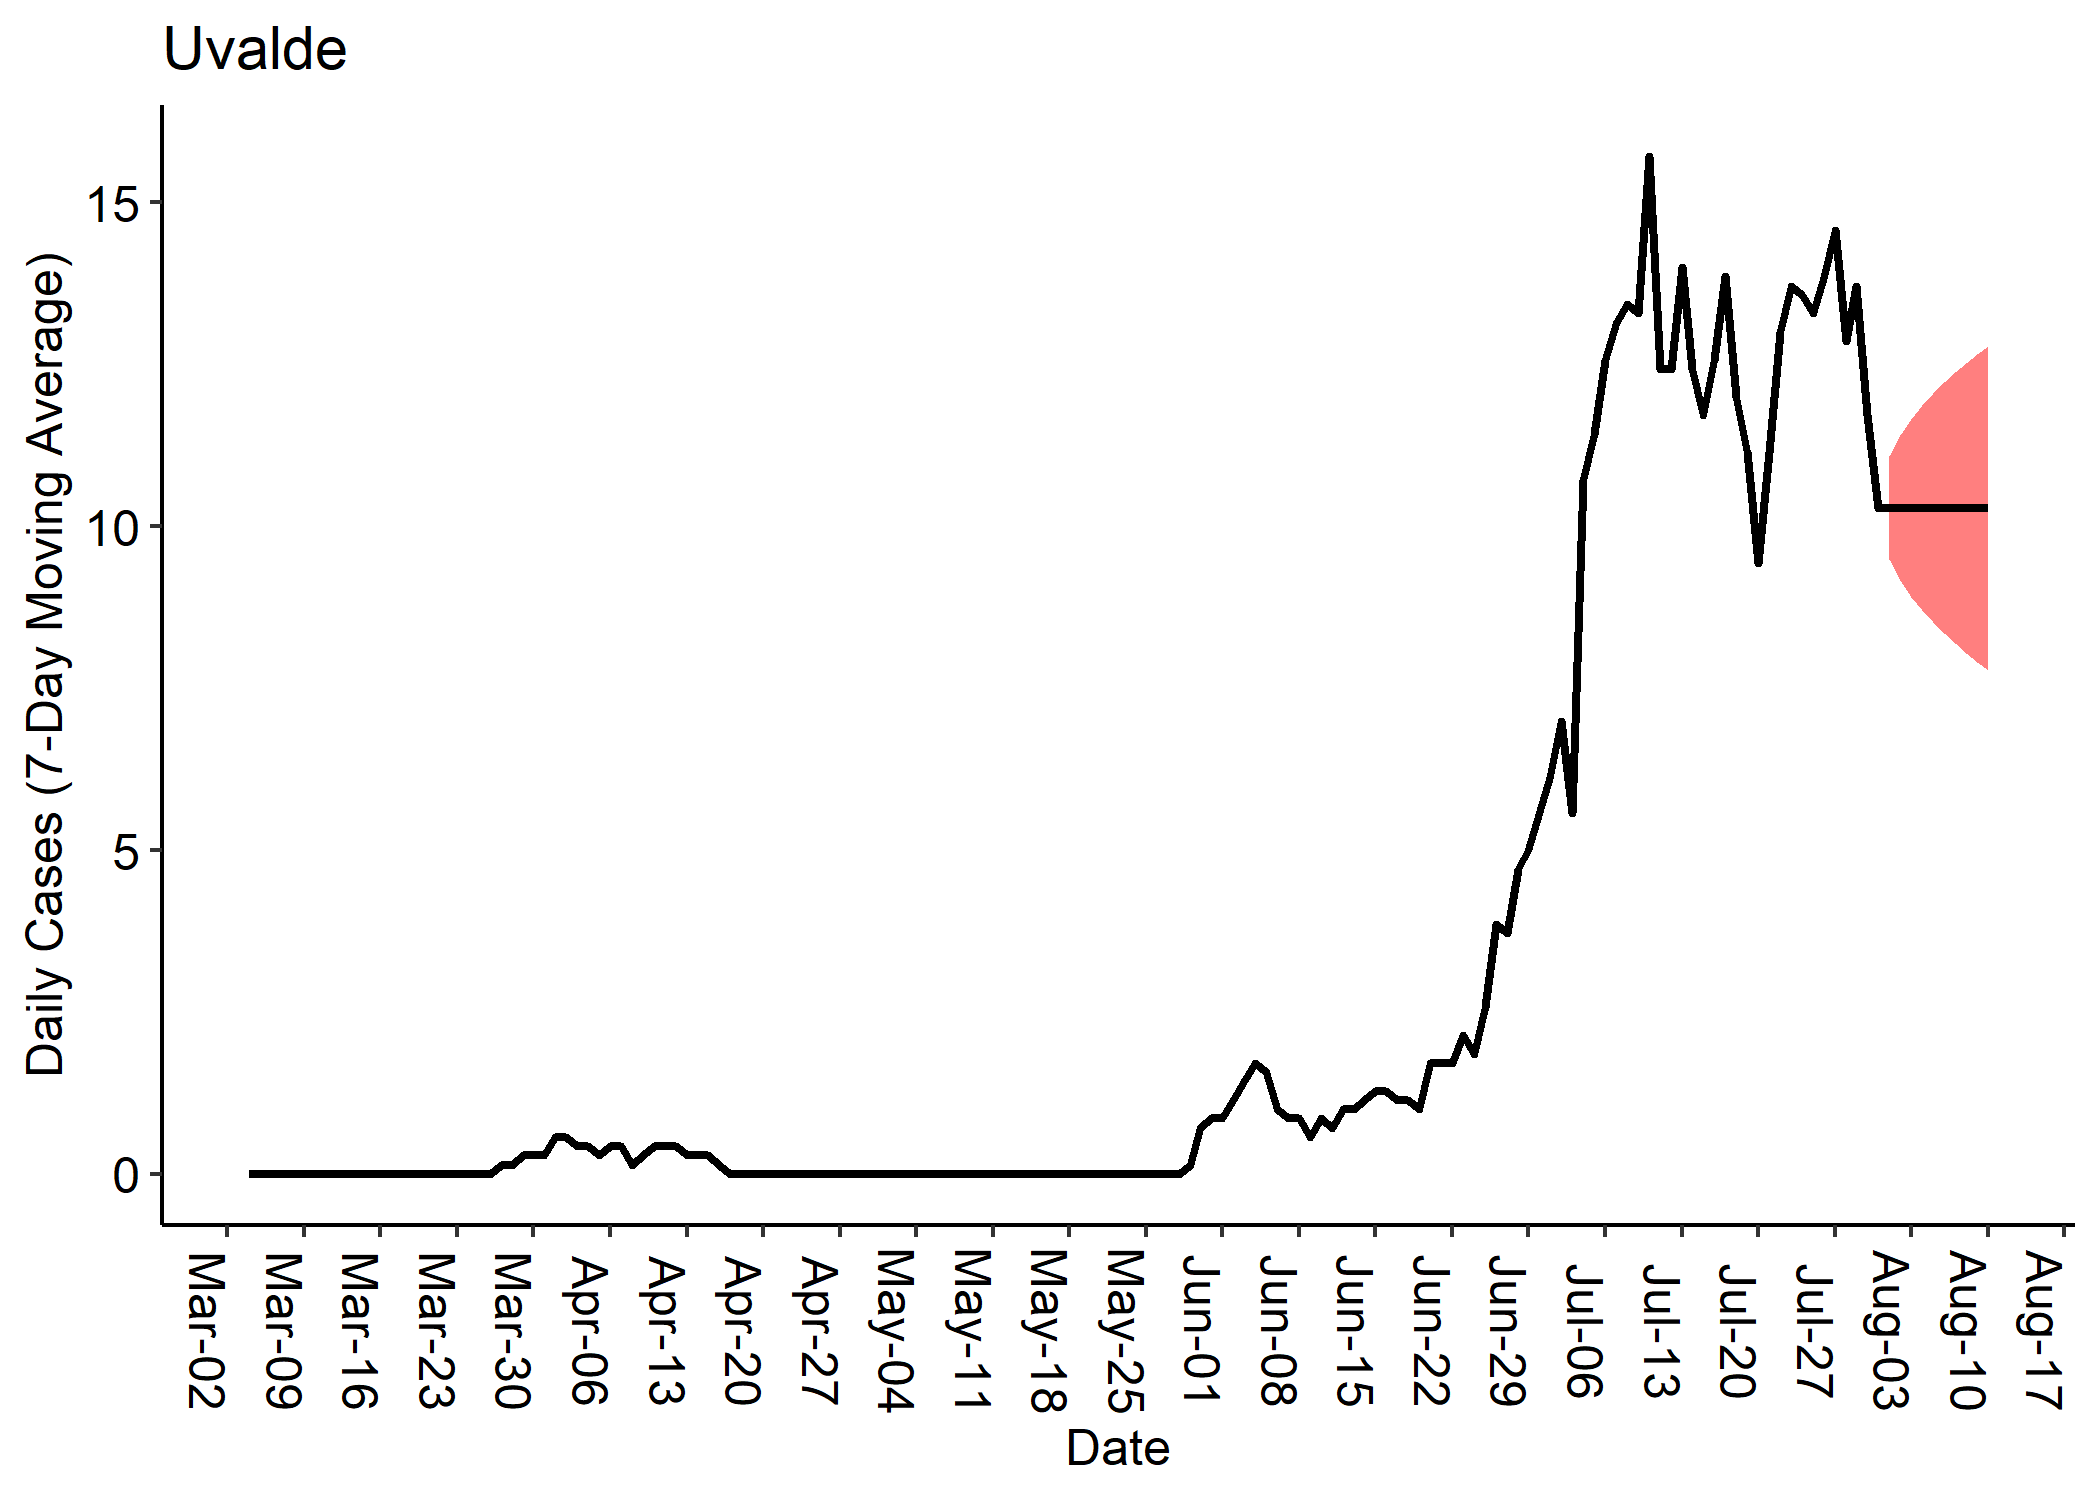 Uvalde
Daily Cases (7-Day Moving Average)
15
10
5
0
Mar-02
Mar-09
Mar-16
Mar-23
Mar-30
Apr-06
Apr-13
Apr-20
Apr-27
May-04
May-11
May-18
May-25
Jun-01
Jun-08
Jun-15
Jun-22
Jun-29
Jul-06
Jul-13
Jul-20
Jul-27
Aug-03
Aug-10
Aug-17
Date